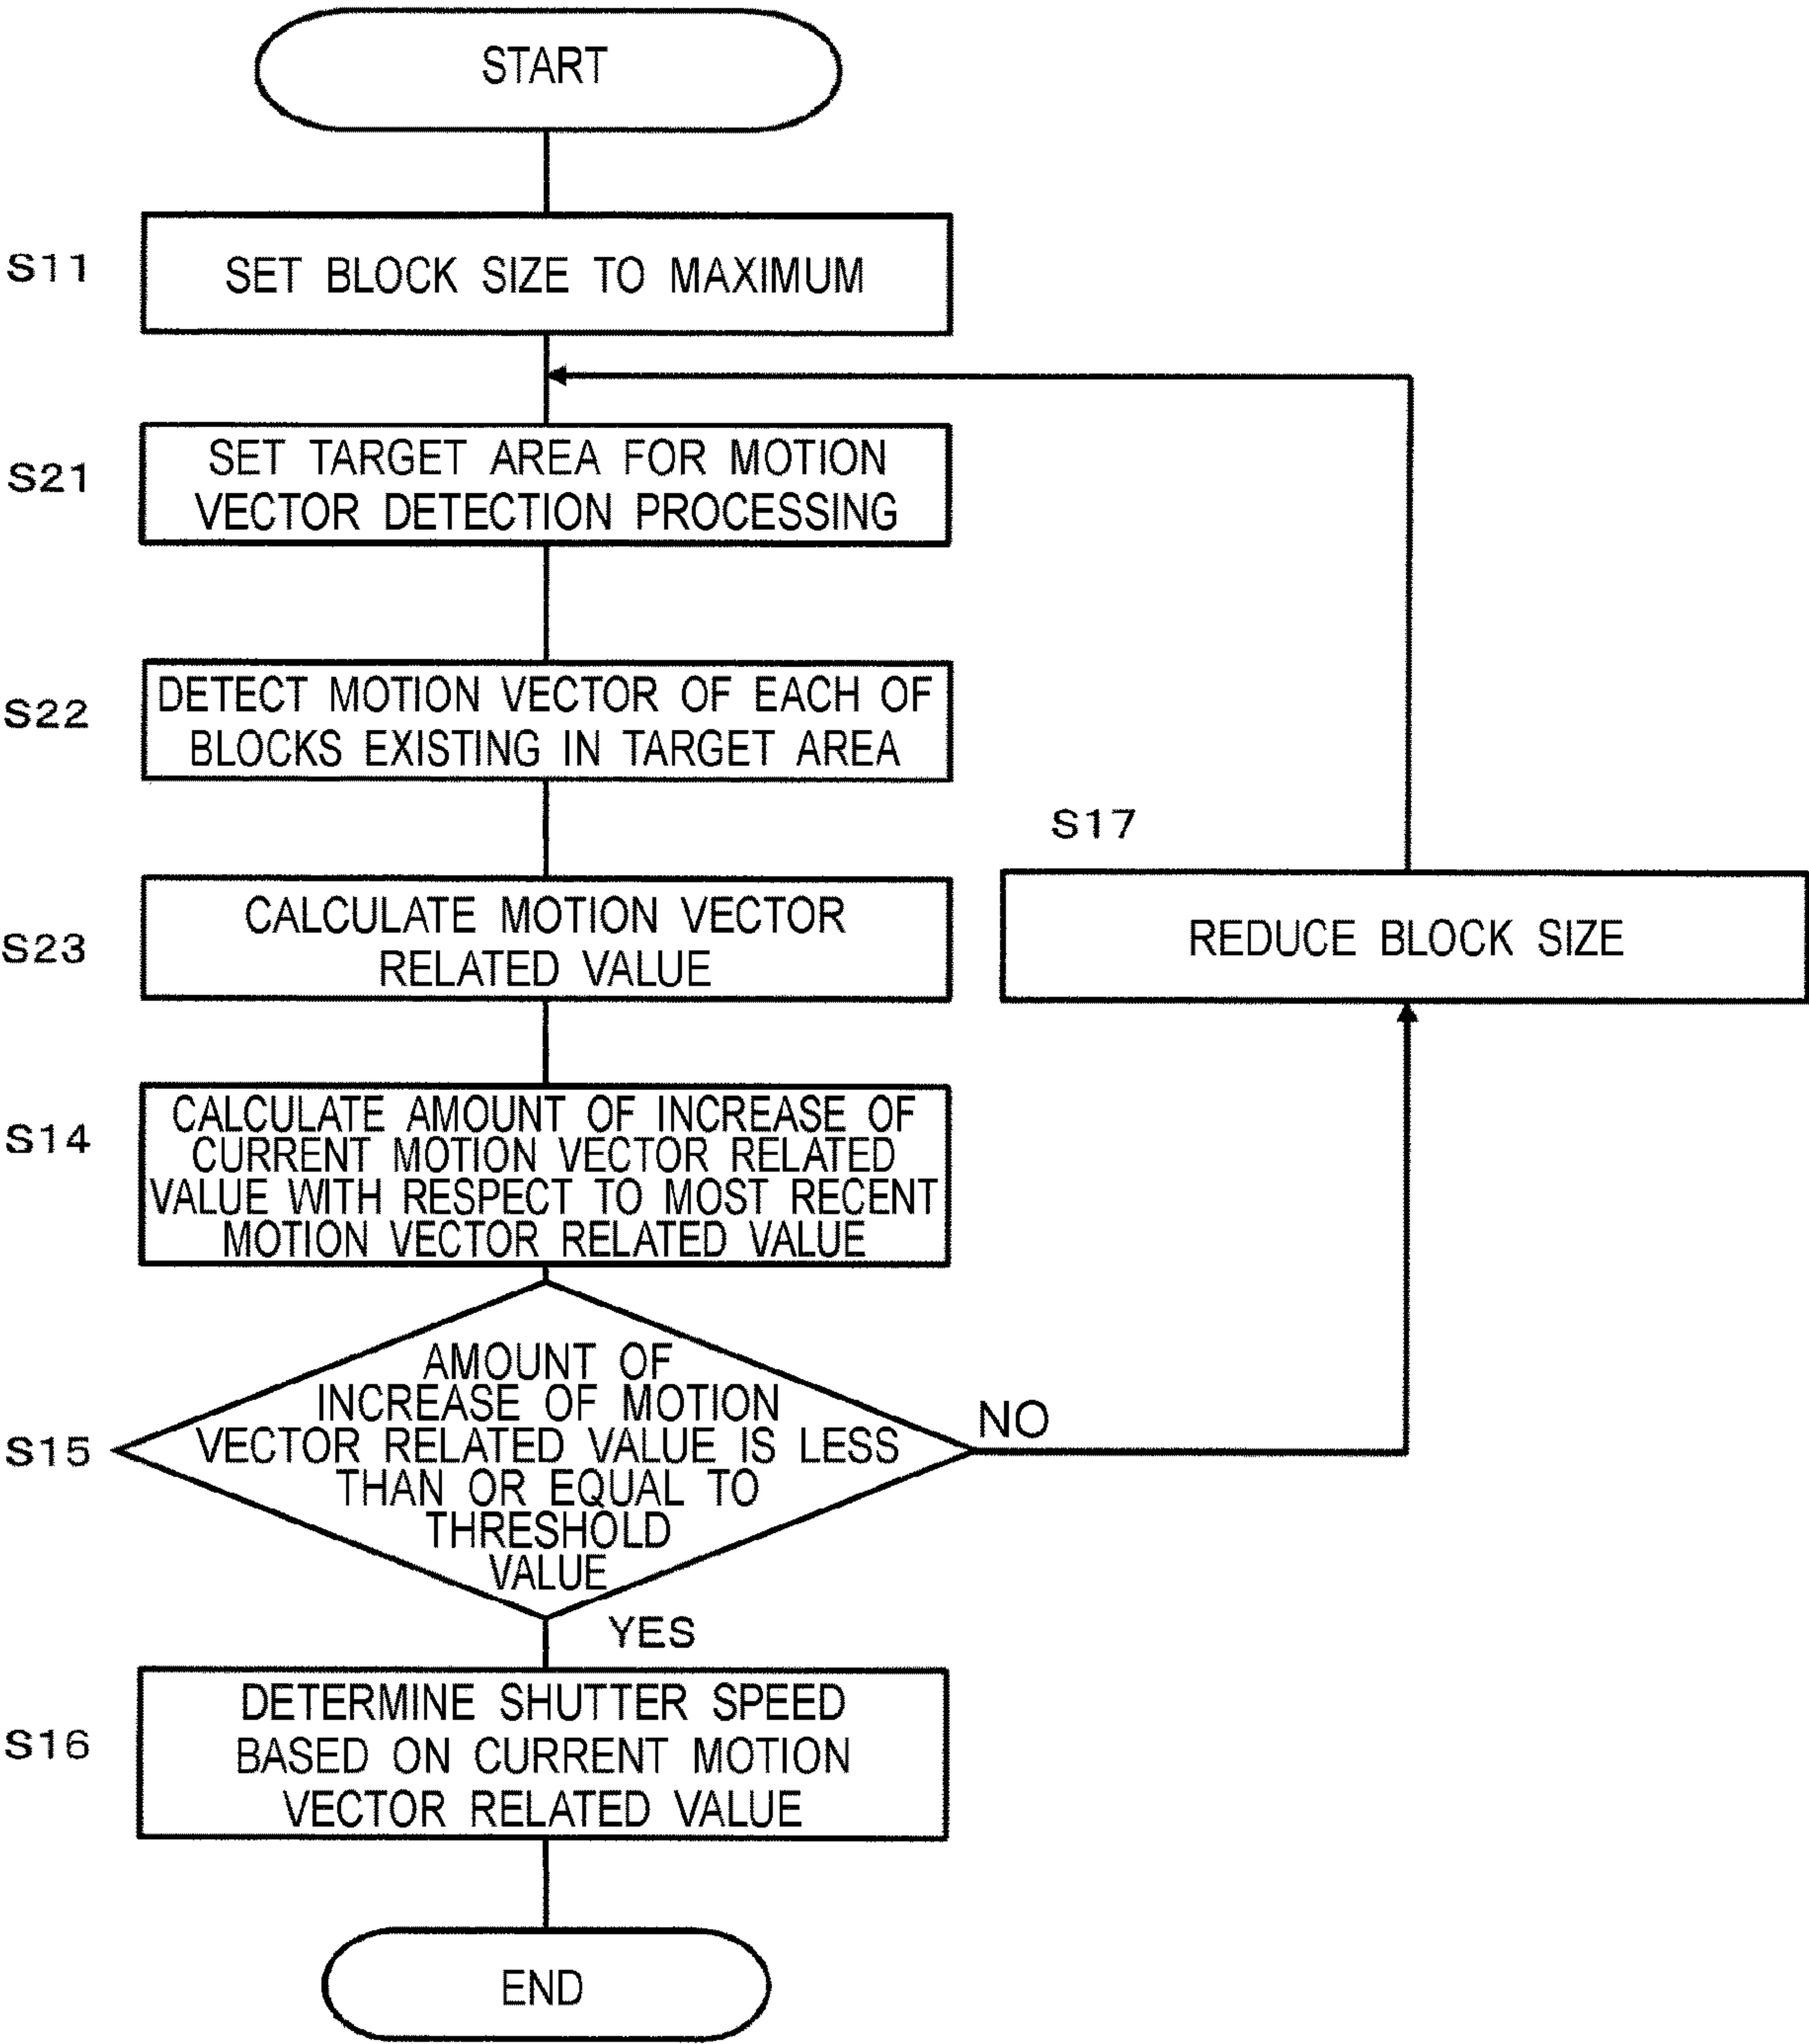 START
S11
SET BLOCK SIZE TO MAXIMUM
S21
SET TARGET AREA FOR MOTION
VECTOR DETECTION PROCESSING
S22
DETECT MOTION VECTOR OF EACH OF
BLOCKS EXISTING IN TARGET AREA
S17
REDUCE BLOCK SIZE
S23
CALCULATE MOTION VECTOR
RELATED VALUE
S14
CALCULATE AMOUNT OF INCREASE OF
CURRENT MOTION VECTOR RELATED
VALUE WITH RESPECT TO MOST RECENT
MOTION VECTOR RELATED VALUE
S15
AMOUNT OF
INCREASE OF MOTION
VECTOR RELATED VALUE IS LESS
THAN OR EQUAL TO
THRESHOLD
VALUE
NO
YES
S16
DETERMINE SHUTTER SPEED
BASED ON CURRENT MOTION
VECTOR RELATED VALUE
END